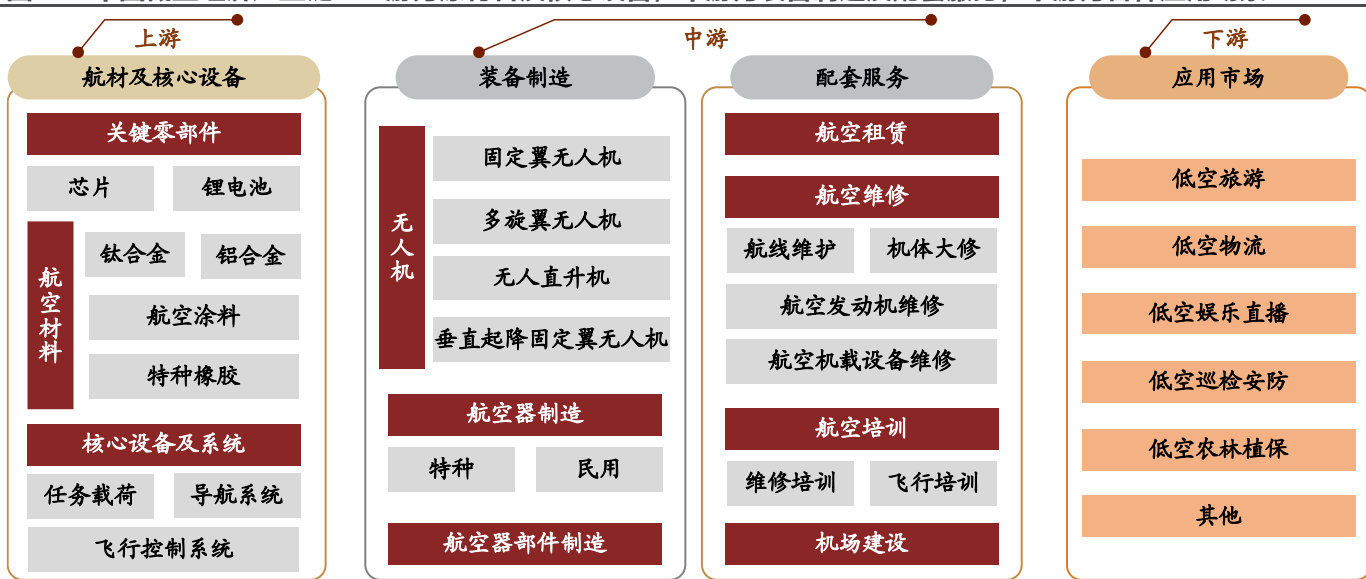 上游
中游
下游
航材及核心设备
关键零部件
芯片
锂电池
航空材料
钛合金
铝合金
航空涂料
特种橡胶
核心设备及系统
任务载荷
导航系统
飞行控制系统
装备制造
无人机
固定翼无人机
多旋翼无人机
无人直升机
垂直起降固定翼无人机
航空器制造
特种
民用
航空器部件制造
配套服务
航空租赁
航空维修
航线维护
机体大修
航空发动机维修
航空机载设备维修
航空培训
维修培训
飞行培训
机场建设
应用市场
低空旅游
低空物流
低空娱乐直播
低空巡检安防
低空农林植保
其他